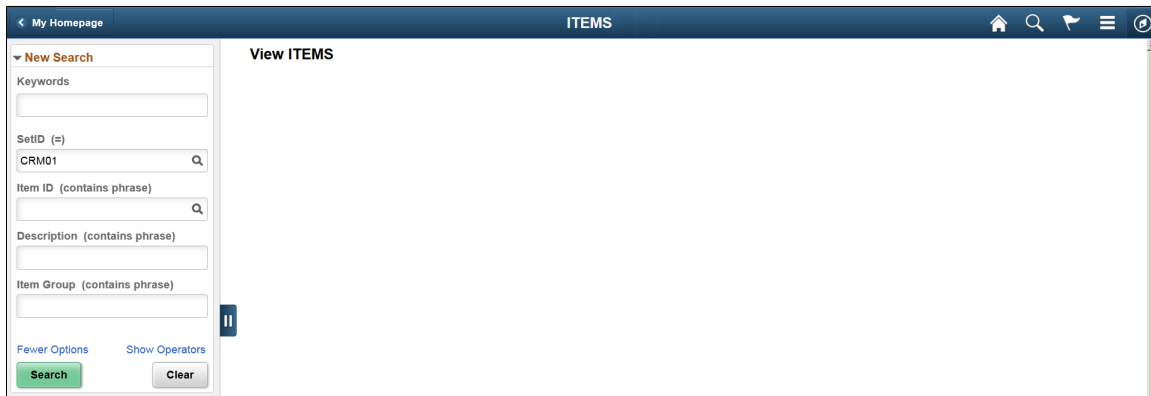 My Homepage
ITEMS
New Search
View ITEMS
Keywords
SetID (=)
CRM01
Item ID (contains phrase)
Description (contains phrase)
Item Group (contains phrase)
Fewer Options Show Operators
Search Clear